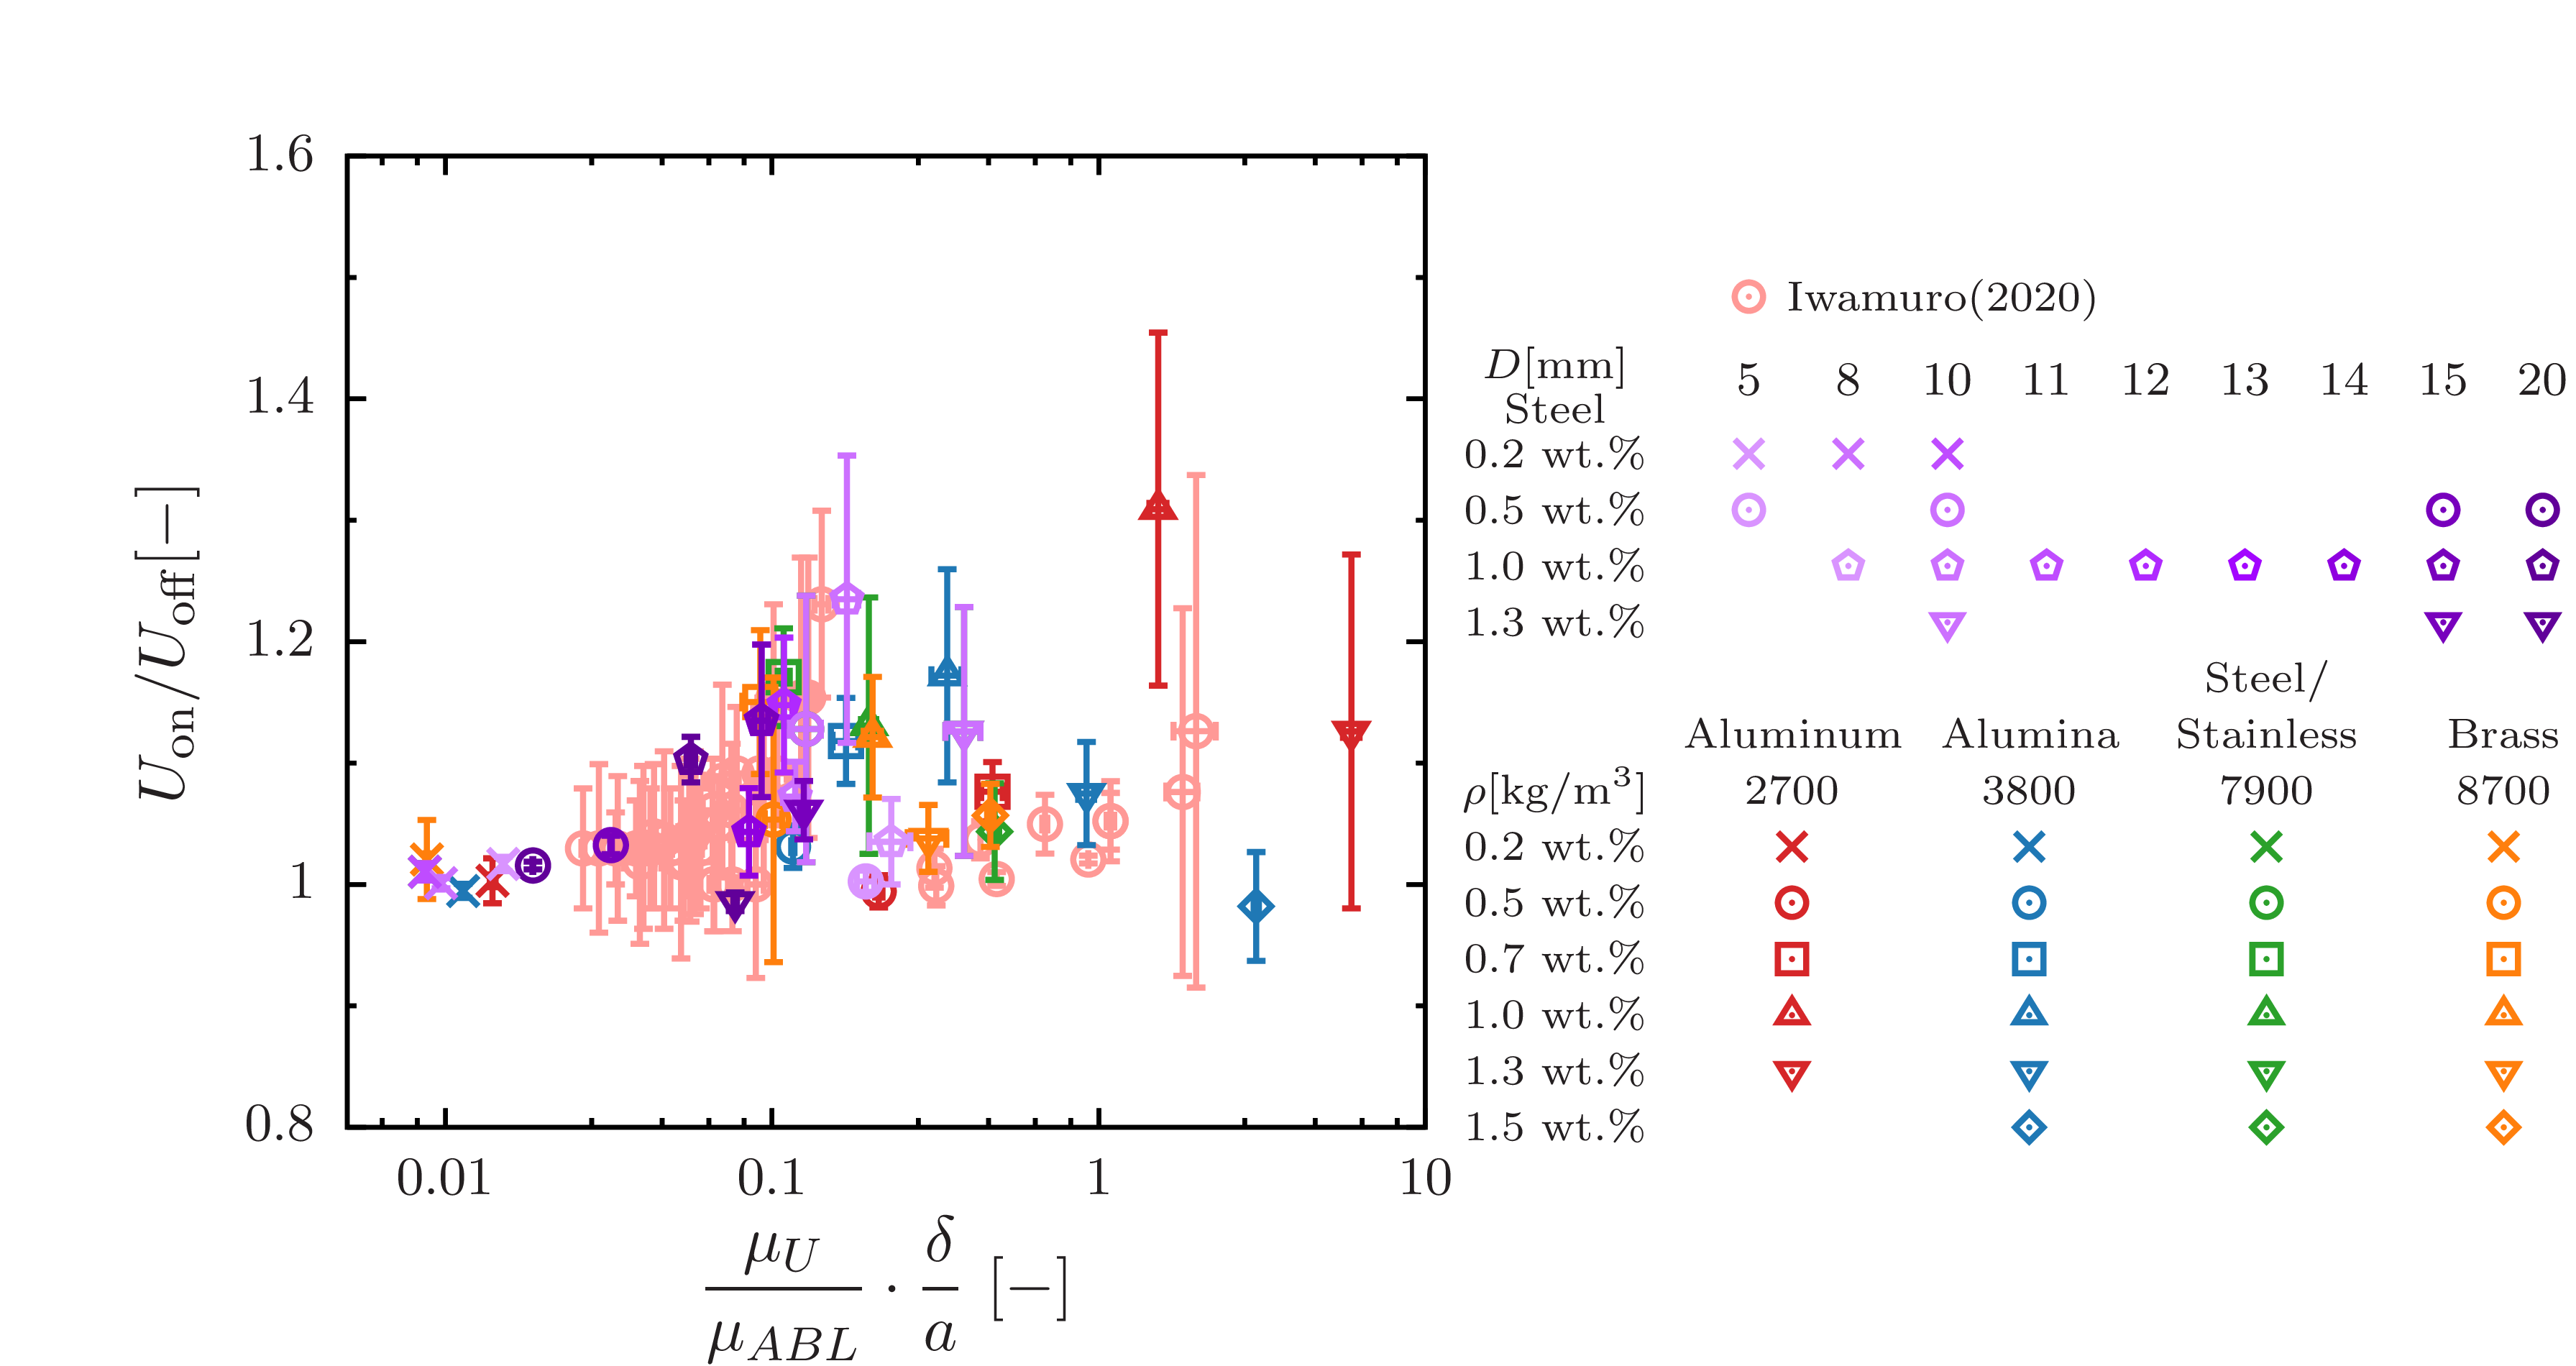 1.6
1.4
1.2
1
0.8
U_on/U_off[−]
0.01 0.1 1 10
μ_U/μ_ABL · δ/a [−]
Iwamuro(2020)
D[mm] 5 8 10 11 12 13 14 15 20
Steel
0.2 wt.%
0.5 wt.%
1.0 wt.%
1.3 wt.%
Steel/
Aluminum Alumina Stainless Brass
ρ[kg/m³] 2700 3800 7900 8700
0.2 wt.%
0.5 wt.%
0.7 wt.%
1.0 wt.%
1.3 wt.%
1.5 wt.%